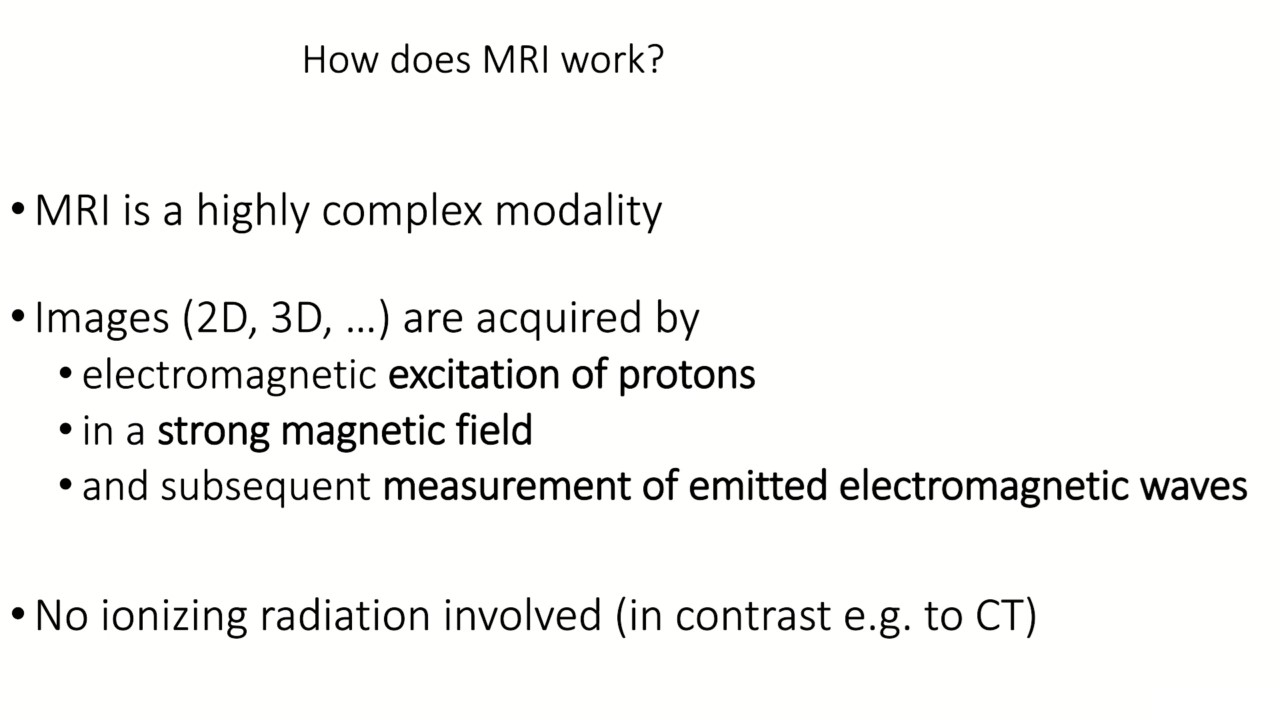 How does MRI work?
• MRI is a highly complex modality
• Images (2D, 3D, …) are acquired by
• electromagnetic excitation of protons
• in a strong magnetic field
• and subsequent measurement of emitted electromagnetic waves
• No ionizing radiation involved (in contrast e.g. to CT)